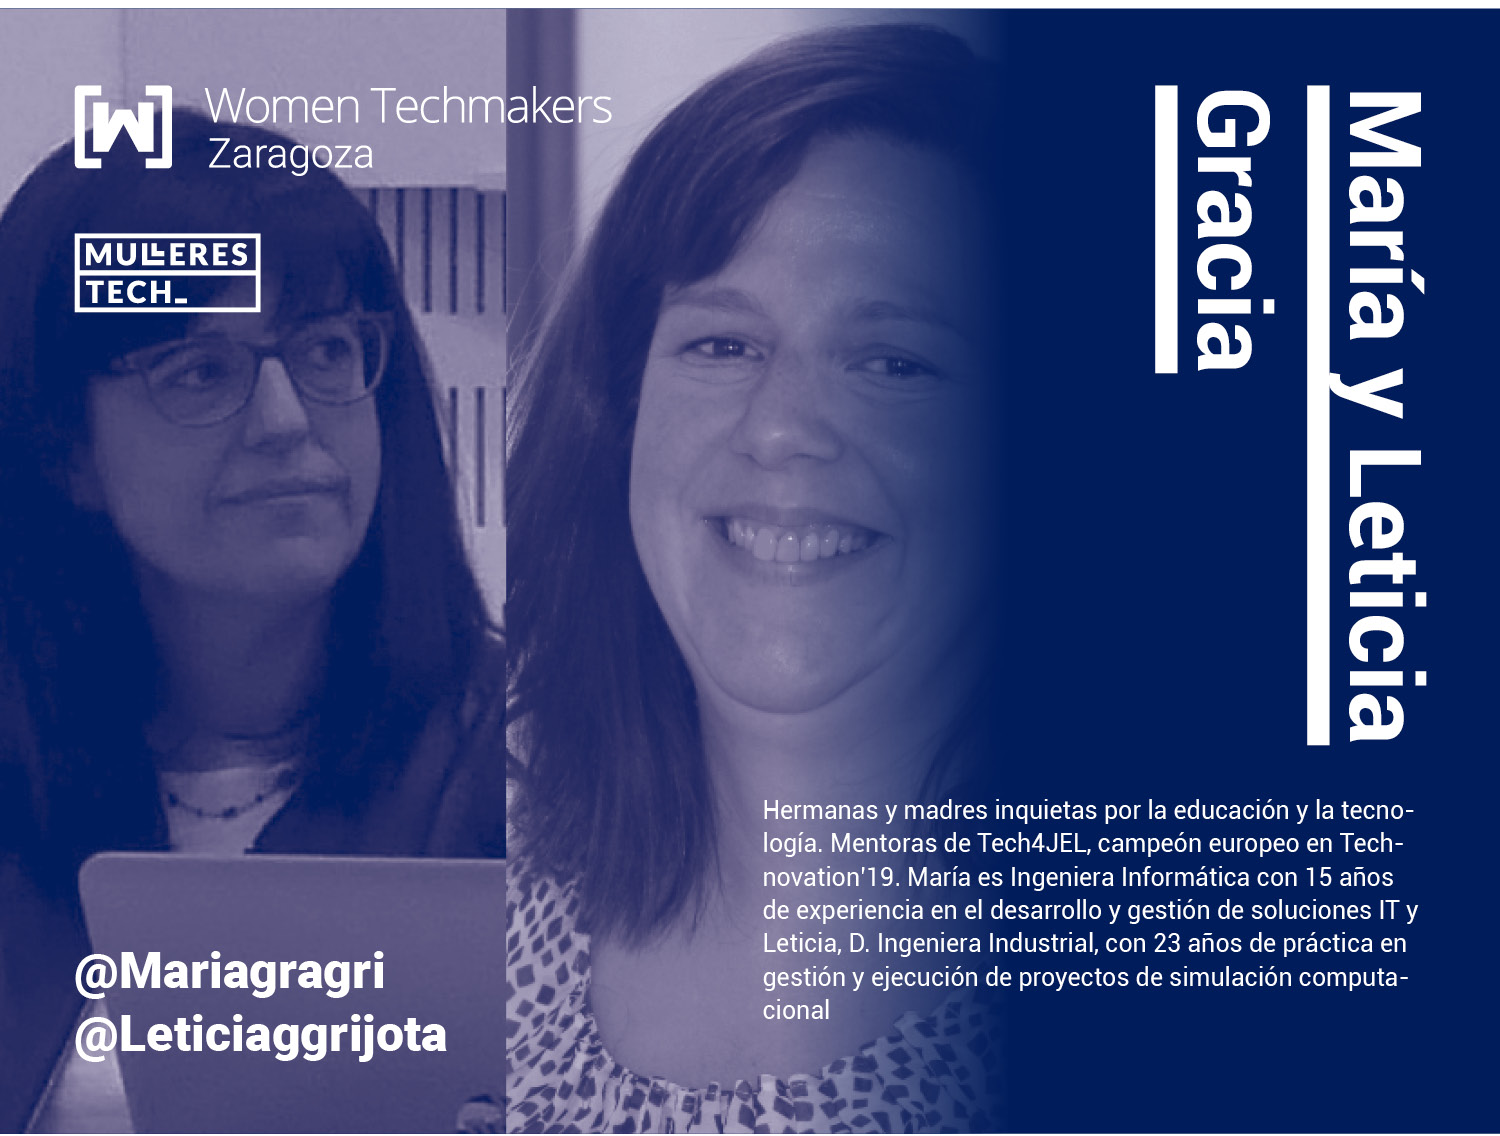 Women Techmakers
Zaragoza
MULLERES
TECH_
María y Leticia
Gracia
Hermanas y madres inquietas por la educación y la tecno-
logía. Mentoras de Tech4JEL, campeón europeo en Tech-
novation'19. María es Ingeniera Informática con 15 años
de experiencia en el desarrollo y gestión de soluciones IT y
Leticia, D. Ingeniera Industrial, con 23 años de práctica en
gestión y ejecución de proyectos de simulación computa-
cional
@Mariagragri
@Leticiaggrijota